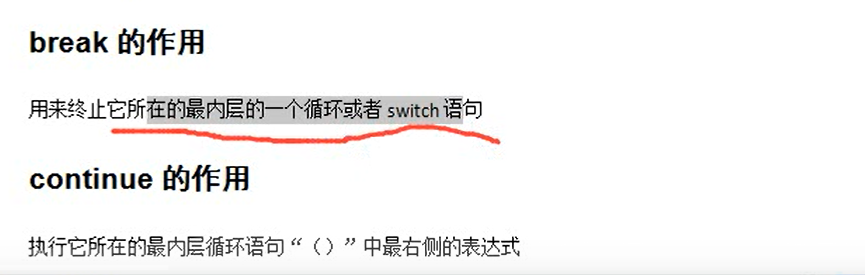 break 的作用
用来终止它所在的最内层的一个循环或者 switch 语句
continue 的作用
执行它所在的最内层循环语句“（）”中最右侧的表达式